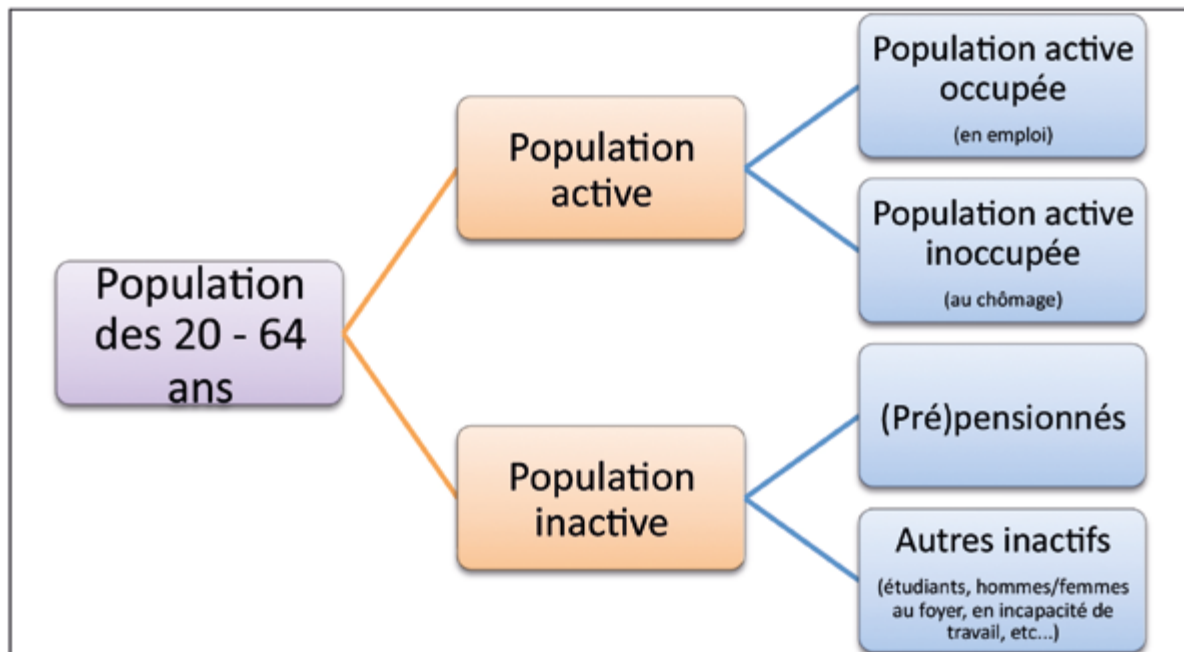 Population
des 20 - 64
ans
Population
active
Population
inactive
Population active
occupée
(en emploi)
Population active
inoccupée
(au chômage)
(Pré)pensionnés
Autres inactifs
(étudiants, hommes/femmes
au foyer, en incapacité de
travail, etc...)